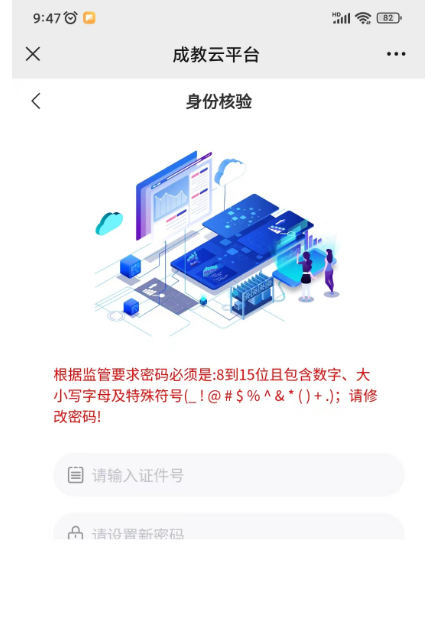 9:47
HD
82
成教云平台
身份核验
根据监管要求密码必须是:8到15位且包含数字、大
小写字母及特殊符号(_ ! @ # $ % ^ & * ( ) + .)；请修
改密码!
请输入证件号
请设置新密码